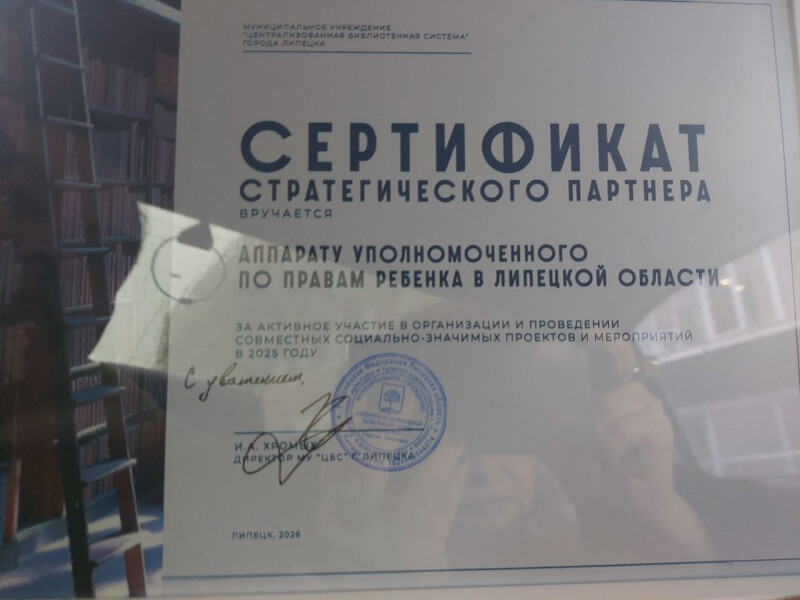 МУНИЦИПАЛЬНОЕ УЧРЕЖДЕНИЕ
"ЦЕНТРАЛИЗОВАННАЯ БИБЛИОТЕЧНАЯ СИСТЕМА"
ГОРОДА ЛИПЕЦКА
СЕРТИФИКАТ
СТРАТЕГИЧЕСКОГО ПАРТНЕРА
ВРУЧАЕТСЯ
АППАРАТУ УПОЛНОМОЧЕННОГО
ПО ПРАВАМ РЕБЕНКА В ЛИПЕЦКОЙ ОБЛАСТИ
ЗА АКТИВНОЕ УЧАСТИЕ В ОРГАНИЗАЦИИ И ПРОВЕДЕНИИ
СОВМЕСТНЫХ СОЦИАЛЬНО-ЗНАЧИМЫХ ПРОЕКТОВ И МЕРОПРИЯТИЙ
В 2025 ГОДУ
С уважением,
И.А. ХРОМЫХ
ДИРЕКТОР МУ "ЦБС" Г. ЛИПЕЦКА
ЛИПЕЦК, 2026